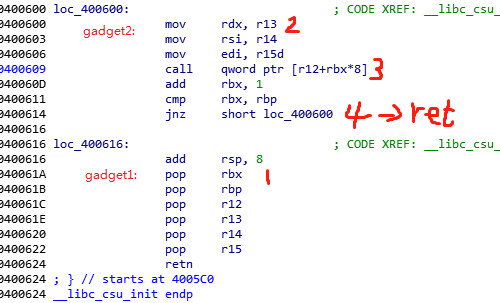 0400600 loc_400600: ; CODE XREF: __libc_csu_
0400600 gadget2: mov rdx, r13 2
0400603 mov rsi, r14
0400606 mov edi, r15d
0400609 call qword ptr [r12+rbx*8] 3
040060D add rbx, 1
0400611 cmp rbx, rbp
0400614 jnz short loc_400600 4→ret
0400616
0400616 loc_400616: ; CODE XREF: __libc_csu_
0400616 add rsp, 8
040061A gadget1: pop rbx 1
040061B pop rbp
040061C pop r12
040061E pop r13
0400620 pop r14
0400622 pop r15
0400624 retn
0400624 ; } // starts at 4005C0
0400624 __libc_csu_init endp